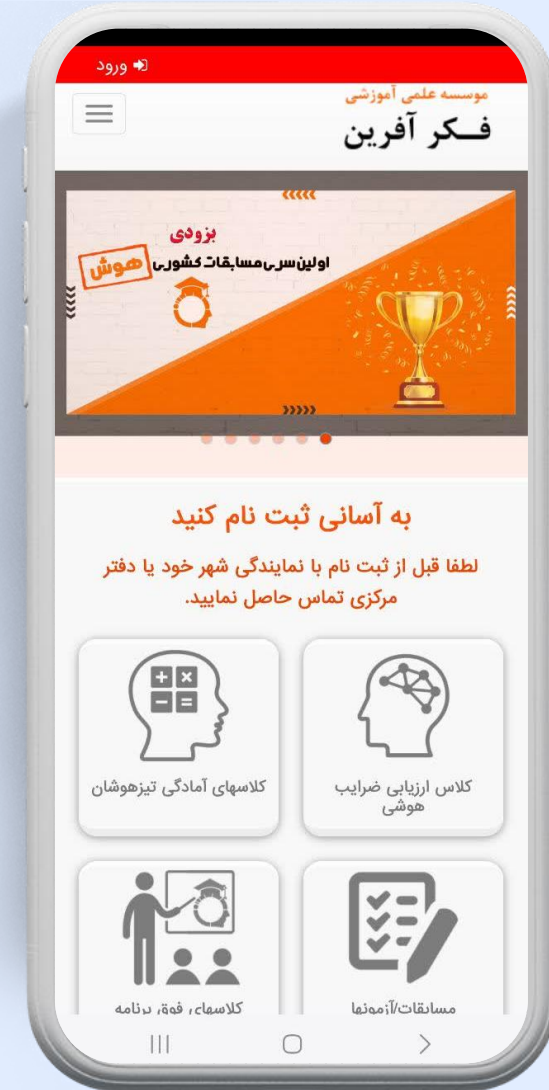 ورود
موسسه علمی آموزشی
فـکر آفرین
بزودی
اولین سری مسابقات کشوری هوش
به آسانی ثبت نام کنید
لطفا قبل از ثبت نام با نمایندگی شهر خود یا دفتر
مرکزی تماس حاصل نمایید.
کلاس ارزیابی ضرایب
هوشی
کلاسهای آمادگی تیزهوشان
مسابقات/آزمونها
کلاسهای فوق برنامه